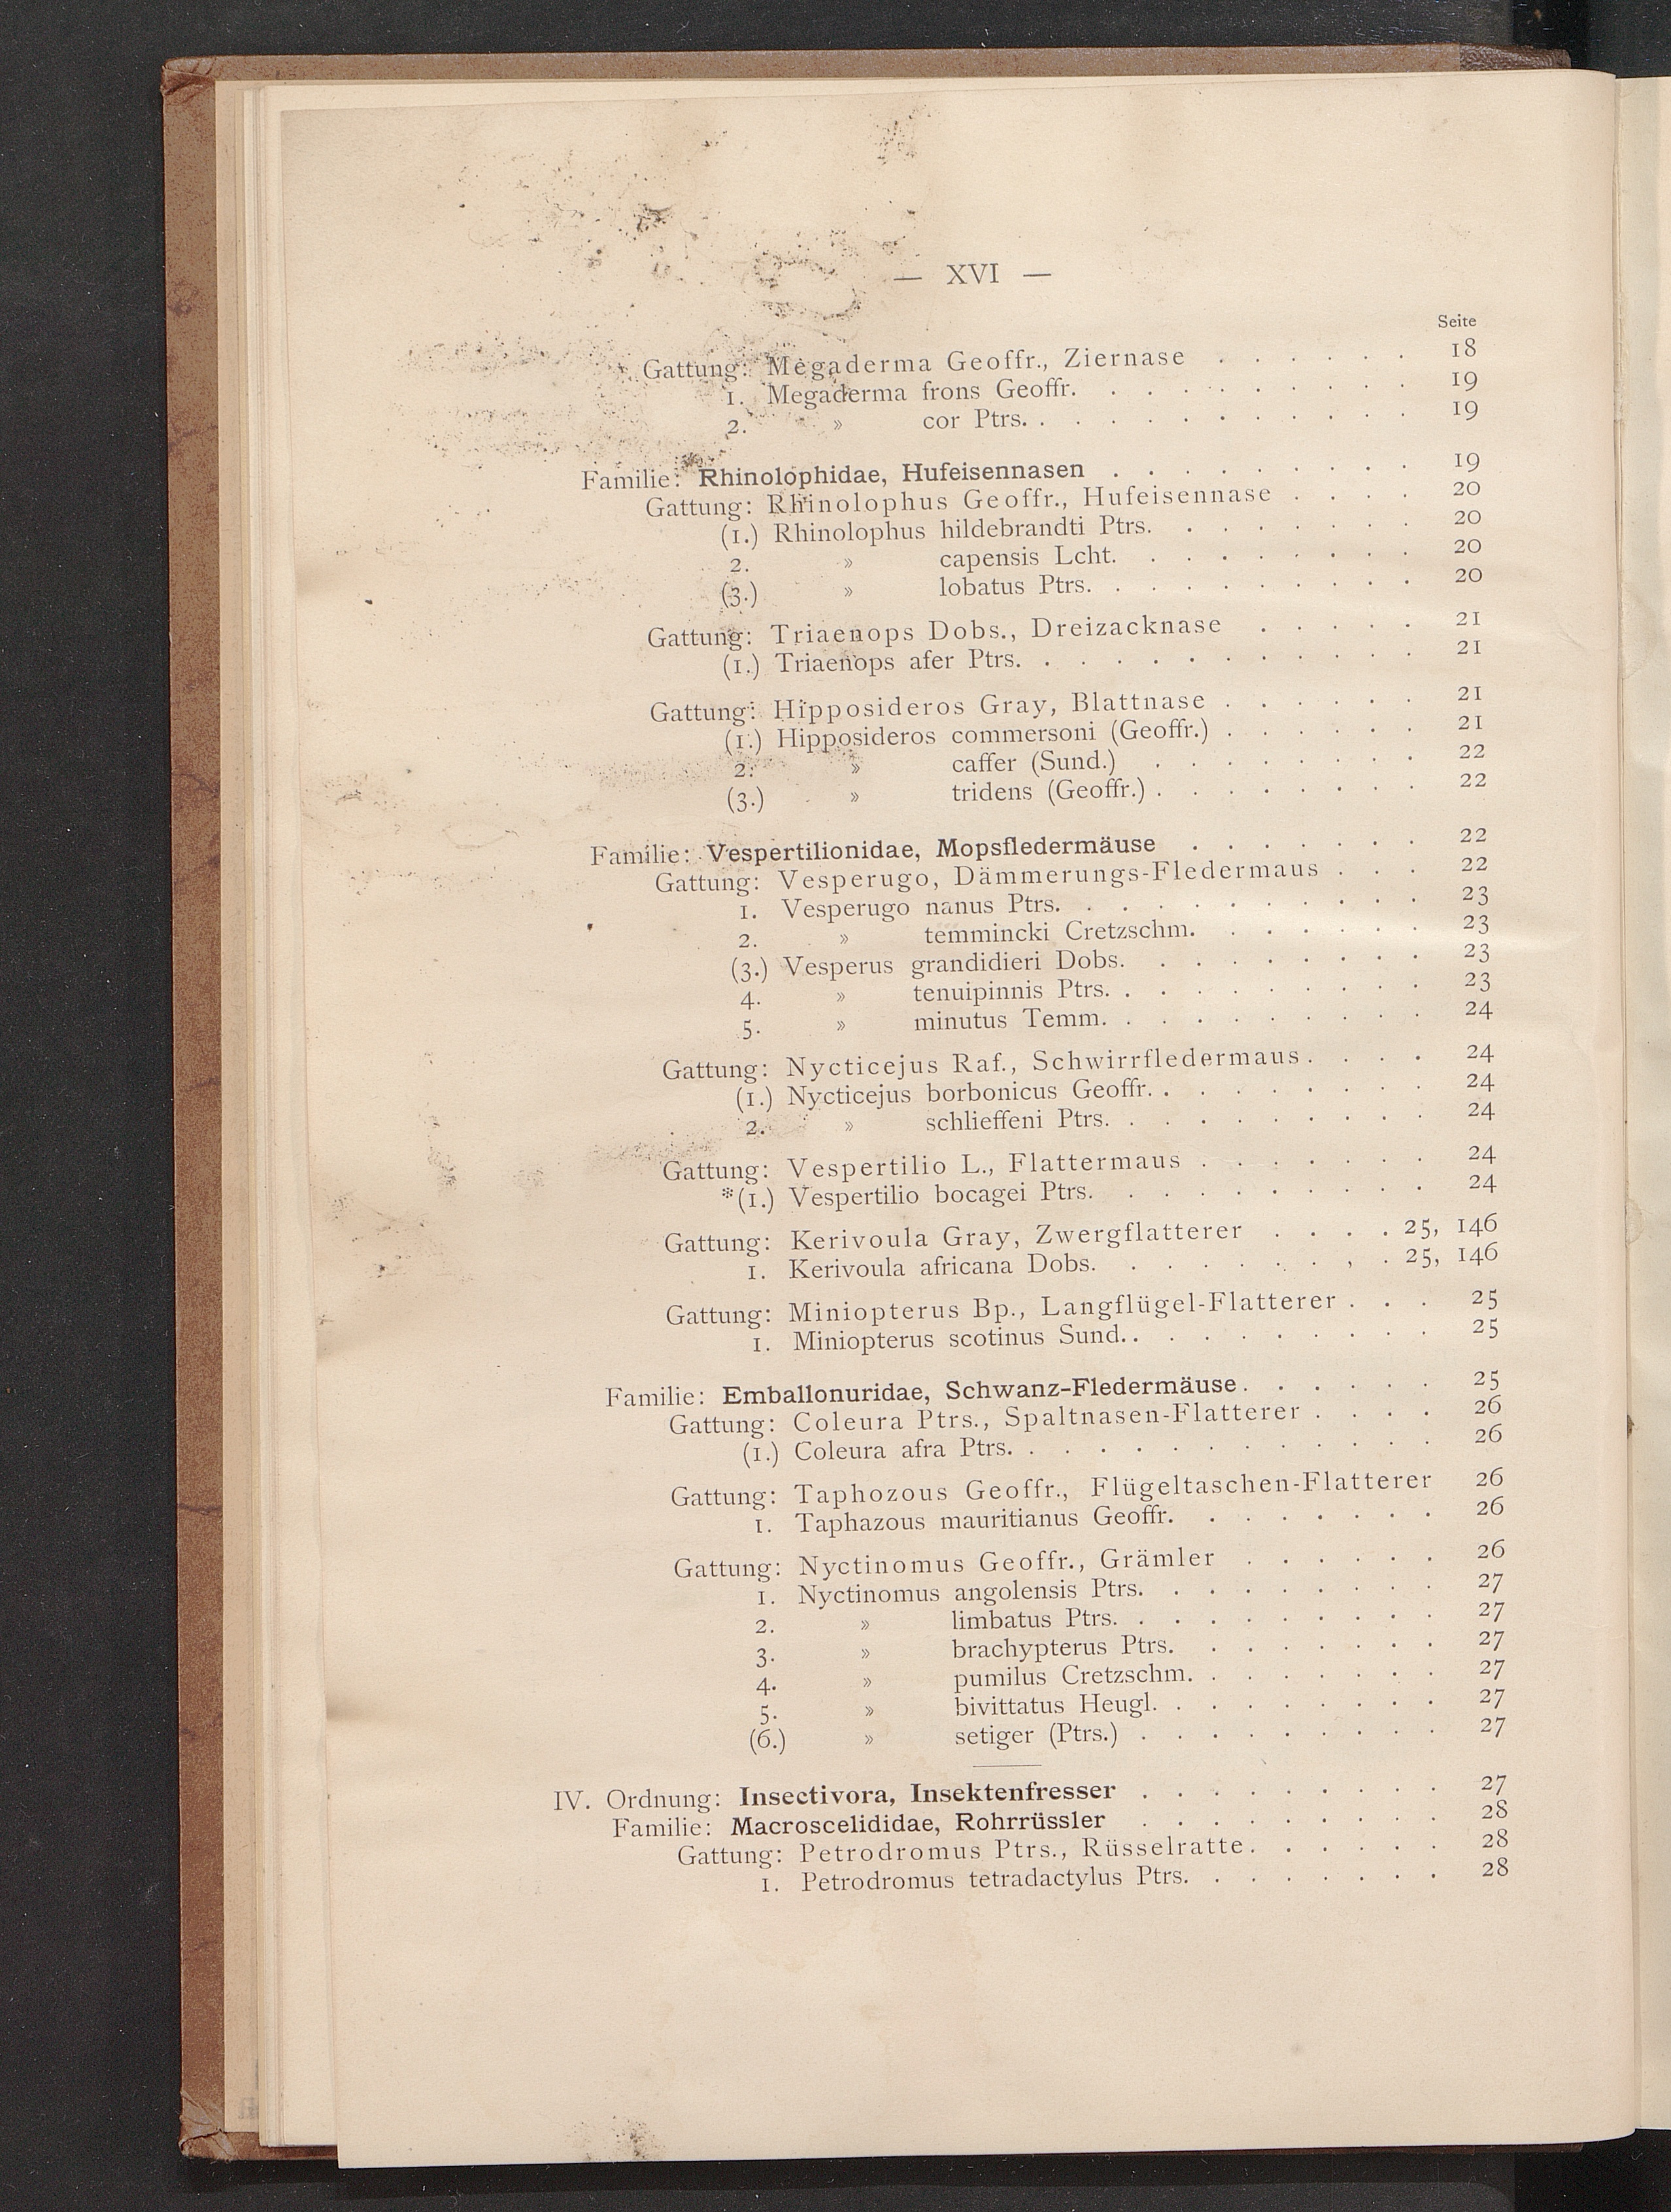 — XVI —
Seite
Gattung: Megaderma Geoffr., Ziernase . . . . . . 18
1. Megaderma frons Geoffr. . . . . . . . . . 19
2. » cor Ptrs. . . . . . . . . . . . 19
Familie: Rhinolophidae, Hufeisennasen . . . . . . . . . 19
Gattung: Rhinolophus Geoffr., Hufeisennase . . . . 20
(1.) Rhinolophus hildebrandti Ptrs. . . . . . . . 20
2. » capensis Lcht. . . . . . . . . 20
(3.) » lobatus Ptrs. . . . . . . . . . 20
Gattung: Triaenops Dobs., Dreizacknase . . . . . 21
(1.) Triaenops afer Ptrs. . . . . . . . . . . . 21
Gattung: Hipposideros Gray, Blattnase . . . . . . 21
(1.) Hipposideros commersoni (Geoffr.) . . . . . . 21
2. » caffer (Sund.) . . . . . . . . 22
(3.) » tridens (Geoffr.) . . . . . . . . 22
Familie: Vespertilionidae, Mopsfledermäuse . . . . . . . 22
Gattung: Vesperugo, Dämmerungs-Fledermaus . . . 22
1. Vesperugo nanus Ptrs. . . . . . . . . . . 23
2. » temmincki Cretzschm. . . . . . . 23
(3.) Vesperus grandidieri Dobs. . . . . . . . . 23
4. » tenuipinnis Ptrs. . . . . . . . . . 23
5. » minutus Temm. . . . . . . . . . 24
Gattung: Nycticejus Raf., Schwirrfledermaus . . . . 24
(1.) Nycticejus borbonicus Geoffr. . . . . . . . . 24
2. » schlieffeni Ptrs. . . . . . . . . . 24
Gattung: Vespertilio L., Flattermaus . . . . . . . 24
*(1.) Vespertilio bocagei Ptrs. . . . . . . . . . 24
Gattung: Kerivoula Gray, Zwergflatterer . . . . 25, 146
1. Kerivoula africana Dobs. . . . . . . , . 25, 146
Gattung: Miniopterus Bp., Langflügel-Flatterer . . . 25
1. Miniopterus scotinus Sund. . . . . . . . . . 25
Familie: Emballonuridae, Schwanz-Fledermäuse . . . . . . 25
Gattung: Coleura Ptrs., Spaltnasen-Flatterer . . . . 26
(1.) Coleura afra Ptrs. . . . . . . . . . . . . 26
Gattung: Taphozous Geoffr., Flügeltaschen-Flatterer 26
1. Taphazous mauritianus Geoffr. . . . . . . . 26
Gattung: Nyctinomus Geoffr., Grämler . . . . . . 26
1. Nyctinomus angolensis Ptrs. . . . . . . . . 27
2. » limbatus Ptrs. . . . . . . . . . 27
3. » brachypterus Ptrs. . . . . . . . 27
4. » pumilus Cretzschm. . . . . . . . 27
5. » bivittatus Heugl. . . . . . . . . 27
(6.) » setiger (Ptrs.) . . . . . . . . . 27
IV. Ordnung: Insectivora, Insektenfresser . . . . . . . . . 27
Familie: Macroscelididae, Rohrrüssler . . . . . . . . . 28
Gattung: Petrodromus Ptrs., Rüsselratte . . . . . . 28
1. Petrodromus tetradactylus Ptrs. . . . . . . . 28